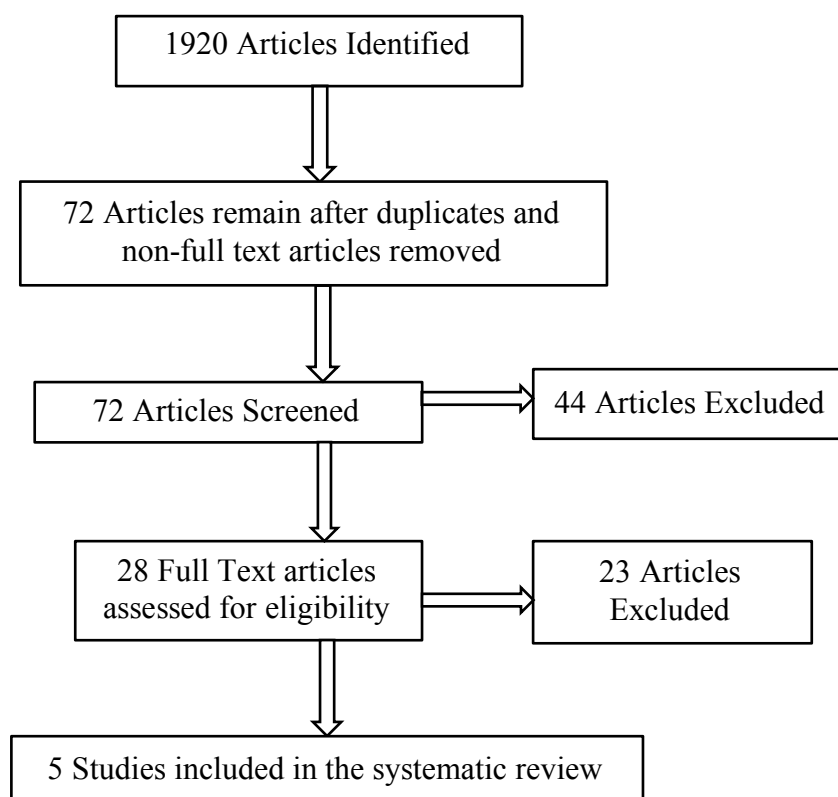 1920 Articles Identified
72 Articles remain after duplicates and
non-full text articles removed
72 Articles Screened
44 Articles Excluded
28 Full Text articles
assessed for eligibility
23 Articles
Excluded
5 Studies included in the systematic review